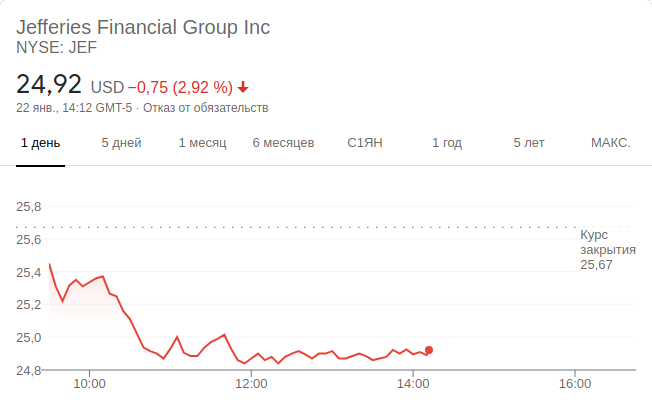 Jefferies Financial Group Inc
NYSE: JEF
24,92 USD −0,75 (2,92 %)
22 янв., 14:12 GMT-5 · Отказ от обязательств
1 день 5 дней 1 месяц 6 месяцев С1ЯН 1 год 5 лет МАКС.
25,8
25,6
Курс
закрытия
25,67
25,4
25,2
25,0
24,8
10:00 12:00 14:00 16:00